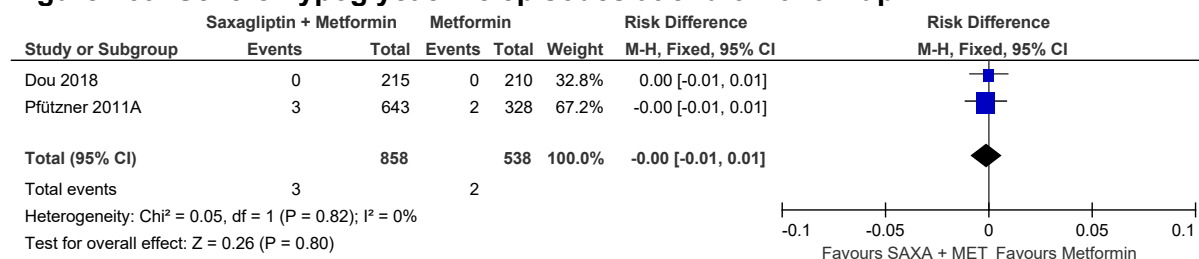 Saxagliptin + Metformin Metformin Risk Difference Risk Difference
Study or Subgroup Events Total Events Total Weight M-H, Fixed, 95% CI M-H, Fixed, 95% CI
Dou 2018 0 215 0 210 32.8% 0.00 [-0.01, 0.01]
Pfützner 2011A 3 643 2 328 67.2% -0.00 [-0.01, 0.01]
Total (95% CI) 858 538 100.0% -0.00 [-0.01, 0.01]
Total events 3 2
Heterogeneity: Chi² = 0.05, df = 1 (P = 0.82); I² = 0%
Test for overall effect: Z = 0.26 (P = 0.80)
-0.1 -0.05 0 0.05 0.1
Favours SAXA + MET Favours Metformin